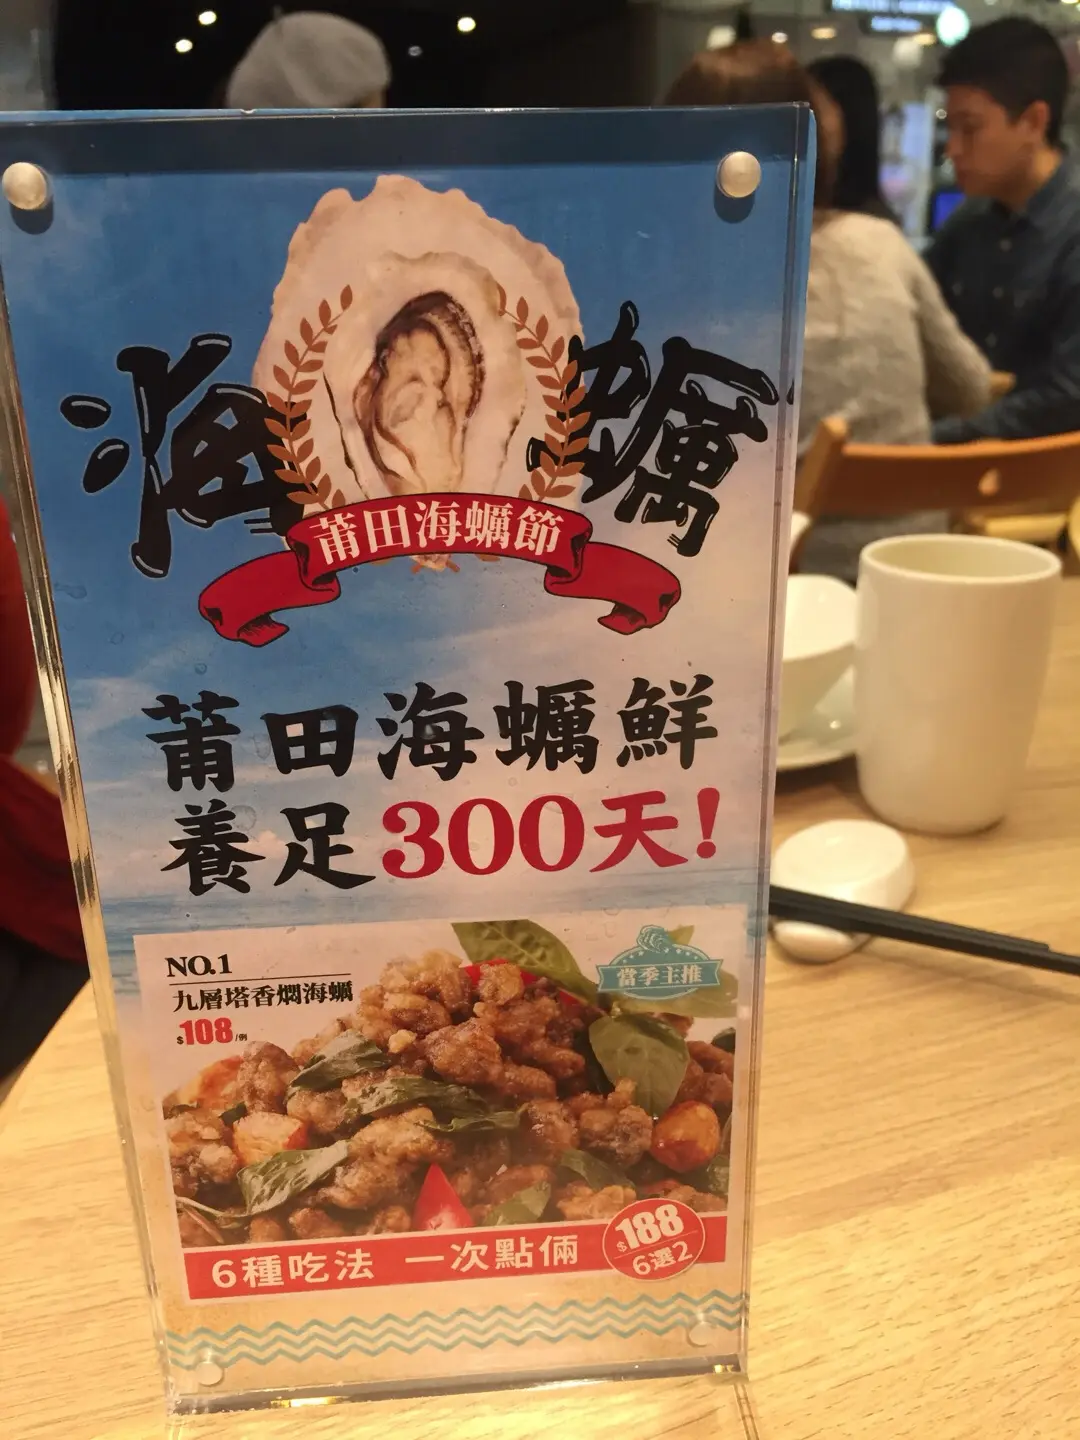 海蠣
莆田海蠣節
莆田海蠣鮮
養足300天!
NO.1
九層塔香燜海蠣
$108/例
當季主推
6種吃法 一次點倆
$188
6選2